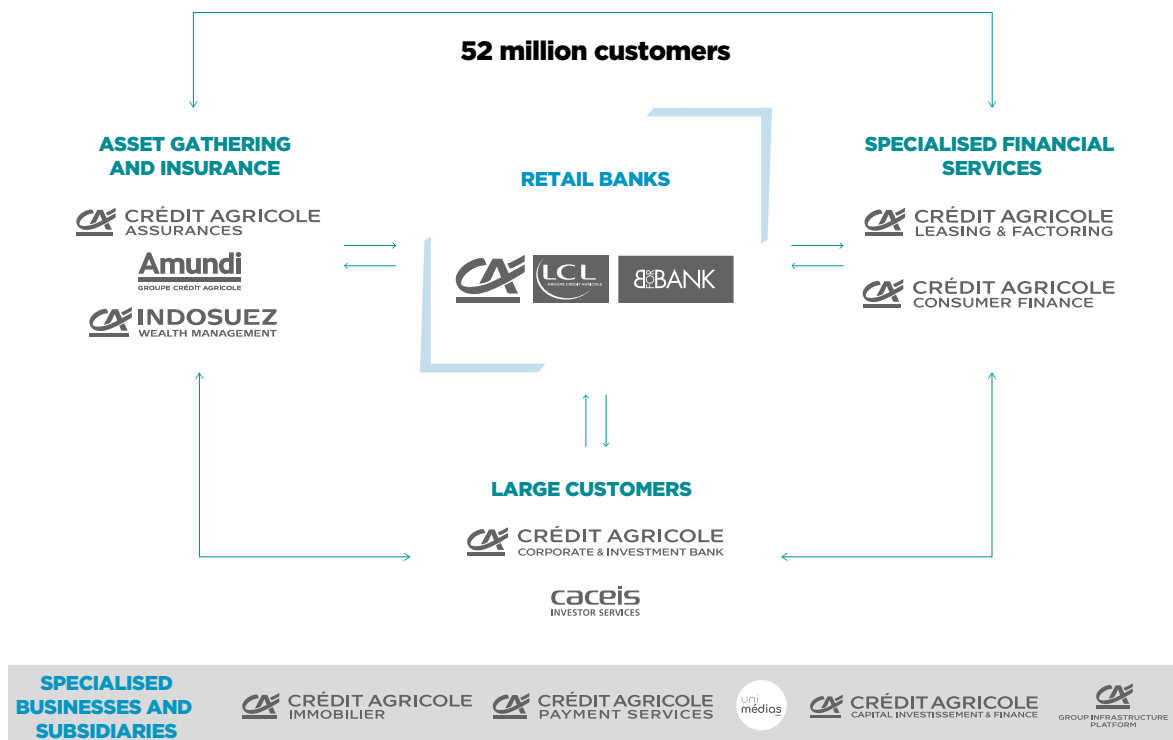 52 million customers
ASSET GATHERING
AND INSURANCE
CRÉDIT AGRICOLE
ASSURANCES
Amundi
GROUPE CRÉDIT AGRICOLE
INDOSUEZ
WEALTH MANAGEMENT
RETAIL BANKS
CA
LCL
GROUPE CRÉDIT AGRICOLE
BFORBANK
SPECIALISED FINANCIAL
SERVICES
CRÉDIT AGRICOLE
LEASING & FACTORING
CRÉDIT AGRICOLE
CONSUMER FINANCE
LARGE CUSTOMERS
CRÉDIT AGRICOLE
CORPORATE & INVESTMENT BANK
caceis
INVESTOR SERVICES
SPECIALISED
BUSINESSES AND
SUBSIDIARIES
CRÉDIT AGRICOLE
IMMOBILIER
CRÉDIT AGRICOLE
PAYMENT SERVICES
uni
médias
CRÉDIT AGRICOLE
CAPITAL INVESTISSEMENT & FINANCE
GROUP INFRASTRUCTURE
PLATFORM